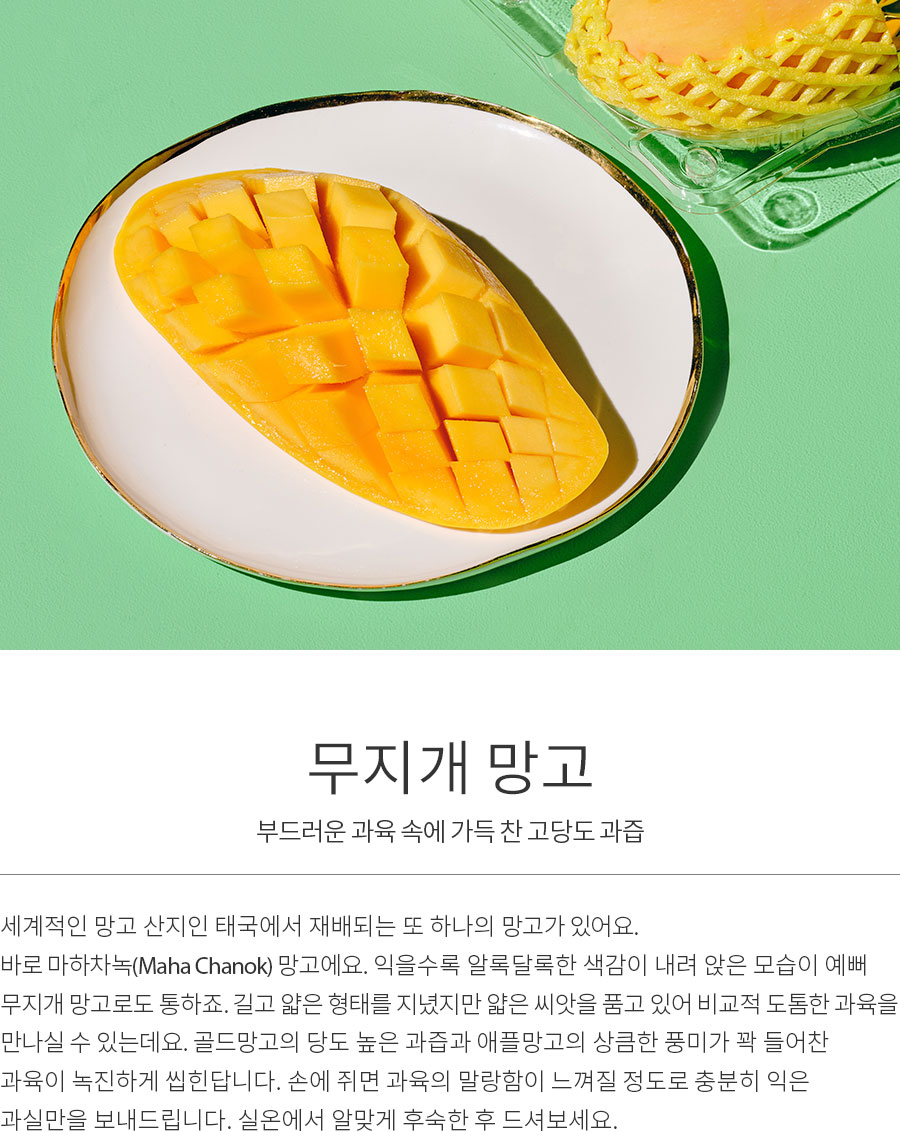 무지개 망고
부드러운 과육 속에 가득 찬 고당도 과즙
세계적인 망고 산지인 태국에서 재배되는 또 하나의 망고가 있어요.
바로 마하차녹(Maha Chanok) 망고예요. 익을수록 알록달록한 색감이 내려 앉은 모습이 예뻐
무지개 망고로도 통하죠. 길고 얇은 형태를 지녔지만 얇은 씨앗을 품고 있어 비교적 도톰한 과육을
만나실 수 있는데요. 골드망고의 당도 높은 과즙과 애플망고의 상큼한 풍미가 꽉 들어찬
과육이 녹진하게 씹힌답니다. 손에 쥐면 과육의 말랑함이 느껴질 정도로 충분히 익은
과실만을 보내드립니다. 실온에서 알맞게 후숙한 후 드셔보세요.